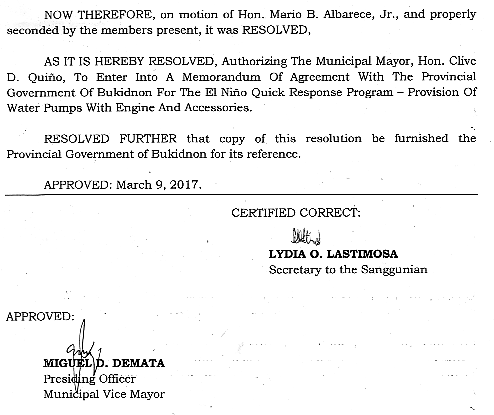 NOW THEREFORE, on motion of Hon. Mario B. Albarece, Jr., and properly
seconded by the members present, it was RESOLVED,
AS IT IS HEREBY RESOLVED, Authorizing The Municipal Mayor, Hon. Clive
D. Quiño, To Enter Into A Memorandum Of Agreement With The Provincial
Government Of Bukidnon For The El Niño Quick Response Program – Provision Of
Water Pumps With Engine And Accessories.
RESOLVED FURTHER that copy of this resolution be furnished the
Provincial Government of Bukidnon for its reference.
APPROVED: March 9, 2017.
CERTIFIED CORRECT:
LYDIA O. LASTIMOSA
Secretary to the Sanggunian
APPROVED:
MIGUEL D. DEMATA
Presiding Officer
Municipal Vice Mayor